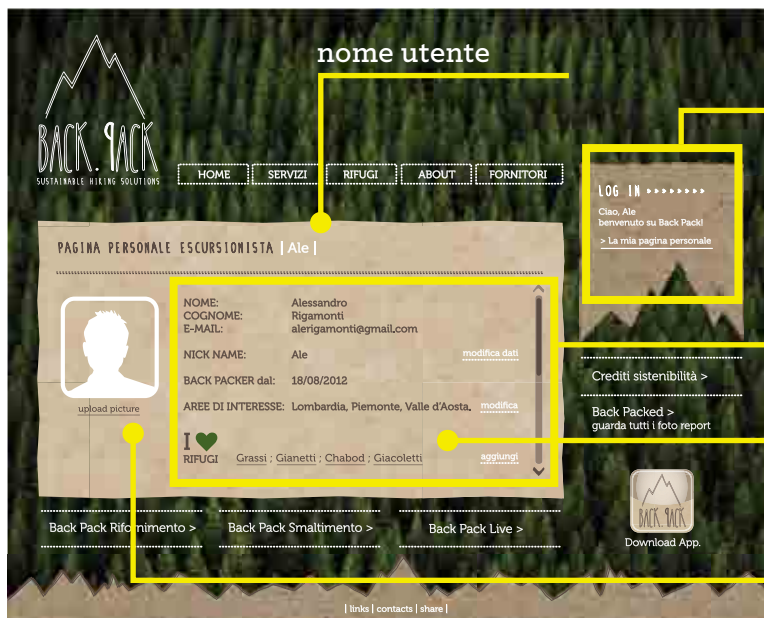 nome utente
BACK.PACK
SUSTAINABLE HIKING SOLUTIONS
HOME
SERVIZI
RIFUGI
ABOUT
FORNITORI
LOG IN
Ciao, Ale
benvenuto su Back Pack!
> La mia pagina personale
PAGINA PERSONALE ESCURSIONISTA | Ale |
NOME: Alessandro
COGNOME: Rigamonti
E-MAIL: alerigamonti@gmail.com
NICK NAME: Ale
modifica dati
BACK PACKER dal: 18/08/2012
AREE DI INTERESSE: Lombardia, Piemonte, Valle d'Aosta, modifica
upload picture
I
RIFUGI Grassi ; Gianetti ; Chabod ; Giacoletti aggiungi
Crediti sistenibilità >
Back Packed >
guarda tutti i foto report
Back Pack Rifornimento >
Back Pack Smaltimento >
Back Pack Live >
BACK.PACK
Download App.
| links | contacts | share |